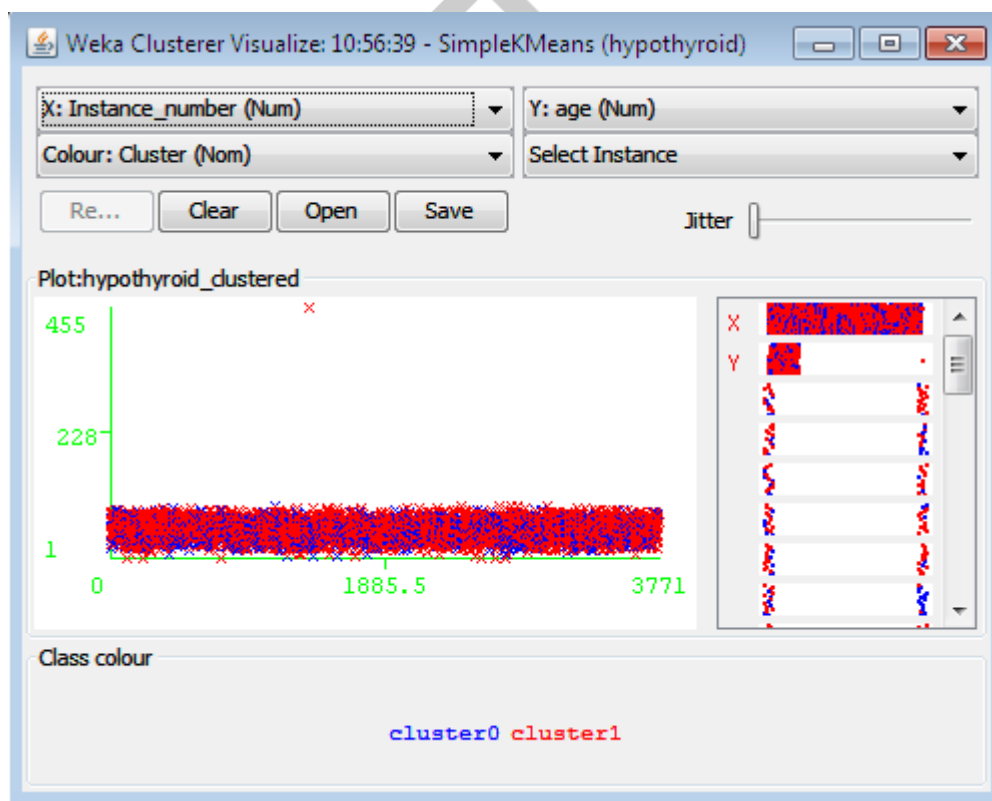 Weka Clusterer Visualize: 10:56:39 - SimpleKMeans (hypothyroid)
X: Instance_number (Num) Y: age (Num)
Colour: Cluster (Nom) Select Instance
Re... Clear Open Save Jitter
Plot:hypothyroid_clustered
455
228
1
0 1885.5 3771
X
Y
Class colour
cluster0 cluster1